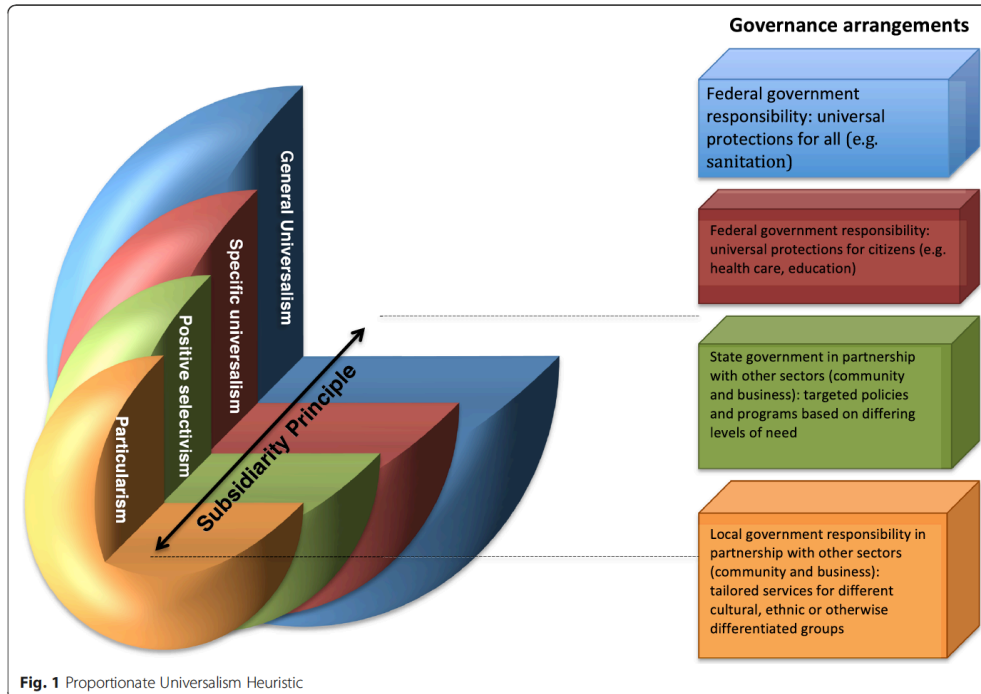 Governance arrangements
Federal government
responsibility: universal
protections for all (e.g.
sanitation)
Federal government responsibility:
universal protections for citizens (e.g.
health care, education)
State government in partnership
with other sectors (community
and business): targeted policies
and programs based on differing
levels of need
Local government responsibility in
partnership with other sectors
(community and business):
tailored services for different
cultural, ethnic or otherwise
differentiated groups
General Universalism
Specific universalism
Positive selectivism
Particularism
Subsidiarity Principle
Fig. 1 Proportionate Universalism Heuristic